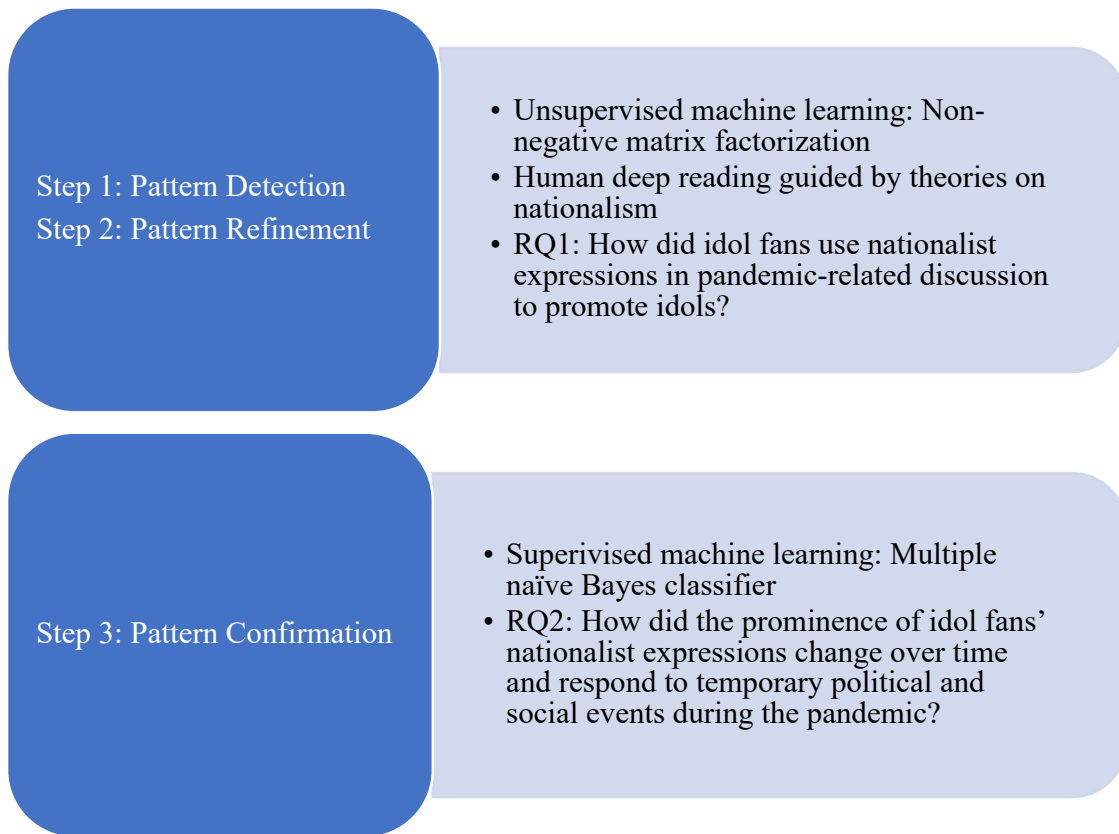 Step 1: Pattern Detection
Step 2: Pattern Refinement
• Unsupervised machine learning: Non-
negative matrix factorization
• Human deep reading guided by theories on
nationalism
• RQ1: How did idol fans use nationalist
expressions in pandemic-related discussion
to promote idols?
Step 3: Pattern Confirmation
• Superivised machine learning: Multiple
naïve Bayes classifier
• RQ2: How did the prominence of idol fans’
nationalist expressions change over time
and respond to temporary political and
social events during the pandemic?